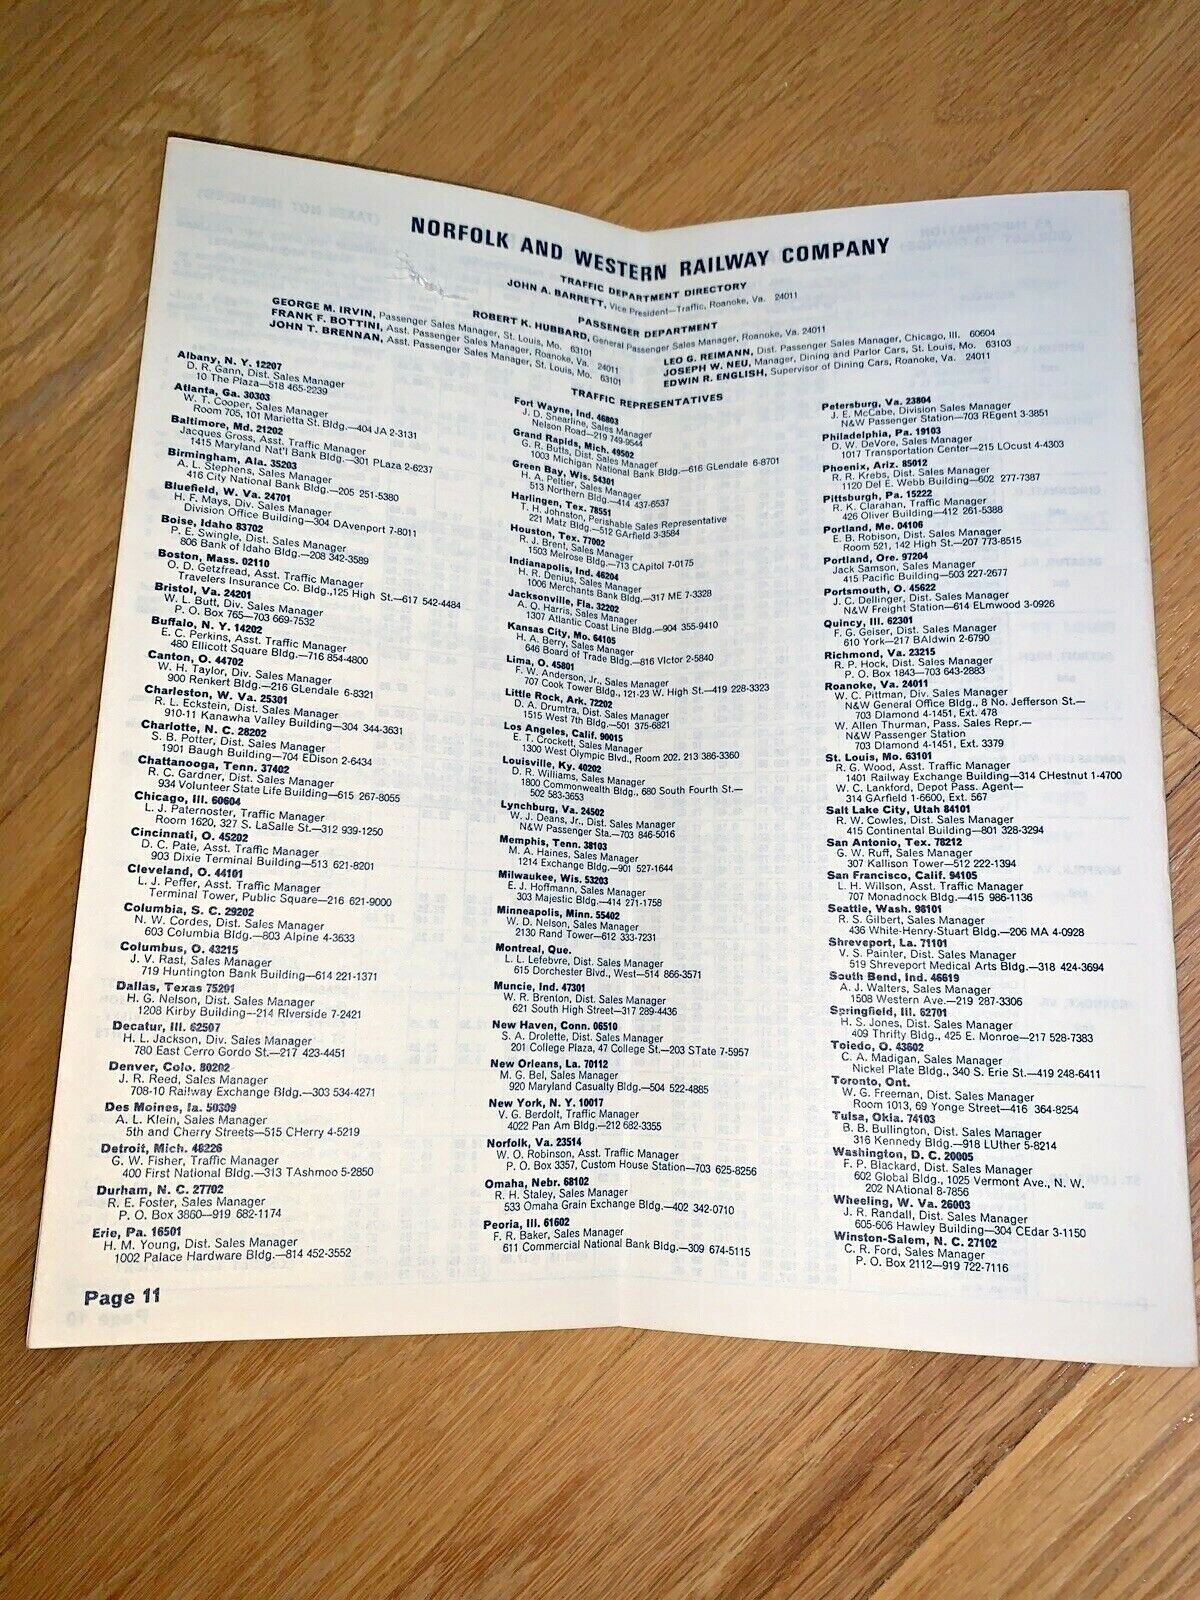 NORFOLK AND WESTERN RAILWAY COMPANY
TRAFFIC DEPARTMENT DIRECTORY
JOHN A. BARRETT, Vice President—Traffic, Roanoke, Va. 24011
PASSENGER DEPARTMENT
ROBERT K. HUBBARD, General Passenger Sales Manager, Roanoke, Va. 24011
GEORGE M. IRVIN, Passenger Sales Manager, St. Louis, Mo. 63101
FRANK F. BOTTINI, Asst. Passenger Sales Manager, Roanoke, Va. 24011
JOHN T. BRENNAN, Asst. Passenger Sales Manager, St. Louis, Mo. 63101
LEO G. REIMANN, Dist. Passenger Sales Manager, Chicago, Ill. 60604
JOSEPH W. NEU, Manager, Dining and Parlor Cars, St. Louis, Mo. 63103
EDWIN R. ENGLISH, Supervisor of Dining Cars, Roanoke, Va. 24011
TRAFFIC REPRESENTATIVES
Albany, N. Y. 12207
D. R. Gann, Dist. Sales Manager
10 The Plaza—518 465-2239
Atlanta, Ga. 30303
W. T. Cooper, Sales Manager
Room 705, 101 Marietta St. Bldg.—404 JA 2-3131
Baltimore, Md. 21202
Jacques Gross, Asst. Traffic Manager
1415 Maryland Nat'l Bank Bldg.—301 PLaza 2-6237
Birmingham, Ala. 35203
A. L. Stephens, Sales Manager
416 City National Bank Bldg.—205 251-5380
Bluefield, W. Va. 24701
H. F. Mays, Div. Sales Manager
Division Office Building—304 DAvenport 7-8011
Boise, Idaho 83702
P. E. Swingle, Dist. Sales Manager
806 Bank of Idaho Bldg.—208 342-3589
Boston, Mass. 02110
O. D. Getzfread, Asst. Traffic Manager
Travelers Insurance Co. Bldg.,125 High St.—617 542-4484
Bristol, Va. 24201
W. L. Butt, Div. Sales Manager
P. O. Box 765—703 669-7532
Buffalo, N. Y. 14202
E. C. Perkins, Asst. Traffic Manager
480 Ellicott Square Bldg.—716 854-4800
Canton, O. 44702
W. H. Taylor, Div. Sales Manager
900 Renkert Bldg.—216 GLendale 6-8321
Charleston, W. Va. 25301
R. L. Eckstein, Dist. Sales Manager
910-11 Kanawha Valley Building—304 344-3631
Charlotte, N. C. 28202
S. B. Potter, Dist. Sales Manager
1901 Baugh Building—704 EDison 2-6434
Chattanooga, Tenn. 37402
R. C. Gardner, Dist. Sales Manager
934 Volunteer State Life Building—615 267-8055
Chicago, Ill. 60604
L. J. Paternoster, Traffic Manager
Room 1620, 327 S. LaSalle St.—312 939-1250
Cincinnati, O. 45202
D. C. Pate, Asst. Traffic Manager
903 Dixie Terminal Building—513 621-8201
Cleveland, O. 44101
L. J. Peffer, Asst. Traffic Manager
Terminal Tower, Public Square—216 621-9000
Columbia, S. C. 29202
N. W. Cordes, Dist. Sales Manager
603 Columbia Bldg.—803 Alpine 4-3633
Columbus, O. 43215
J. V. Rast, Sales Manager
719 Huntington Bank Building—614 221-1371
Dallas, Texas 75201
H. G. Nelson, Dist. Sales Manager
1208 Kirby Building—214 RIverside 7-2421
Decatur, Ill. 62507
H. L. Jackson, Div. Sales Manager
780 East Cerro Gordo St.—217 423-4451
Denver, Colo. 80202
J. R. Reed, Sales Manager
708-10 Railway Exchange Bldg.—303 534-4271
Des Moines, Ia. 50309
A. L. Klein, Sales Manager
5th and Cherry Streets—515 CHerry 4-5219
Detroit, Mich. 48226
G. W. Fisher, Traffic Manager
400 First National Bldg.—313 TAshmoo 5-2850
Durham, N. C. 27702
R. E. Foster, Sales Manager
P. O. Box 3860—919 682-1174
Erie, Pa. 16501
H. M. Young, Dist. Sales Manager
1002 Palace Hardware Bldg.—814 452-3552
Fort Wayne, Ind. 46803
J. D. Snearline, Sales Manager
Nelson Road—219 749-9544
Grand Rapids, Mich. 49502
G. R. Butts, Dist. Sales Manager
1003 Michigan National Bank Bldg.—616 GLendale 6-8701
Green Bay, Wis. 54301
H. A. Peltier, Sales Manager
513 Northern Bldg.—414 437-6537
Harlingen, Tex. 78551
T. H. Johnston, Perishable Sales Representative
221 Matz Bldg.—512 GArfield 3-3584
Houston, Tex. 77002
R. J. Brent, Sales Manager
1503 Melrose Bldg.—713 CApitol 7-0175
Indianapolis, Ind. 46204
H. R. Denius, Sales Manager
1006 Merchants Bank Bldg.—317 ME 7-3328
Jacksonville, Fla. 32202
A. Q. Harris, Sales Manager
1307 Atlantic Coast Line Bldg.—904 355-9410
Kansas City, Mo. 64105
H. A. Berry, Sales Manager
646 Board of Trade Bldg.—816 VIctor 2-5840
Lima, O. 45801
F. W. Anderson, Jr., Sales Manager
707 Cook Tower Bldg., 121-23 W. High St.—419 228-3323
Little Rock, Ark. 72202
D. A. Drumtra, Dist. Sales Manager
1515 West 7th Bldg.—501 375-6821
Los Angeles, Calif. 90015
E. T. Crockett, Sales Manager
1300 West Olympic Blvd., Room 202. 213 386-3360
Louisville, Ky. 40202
D. R. Williams, Sales Manager
1800 Commonwealth Bldg., 680 South Fourth St.—
502 583-3653
Lynchburg, Va. 24502
W. J. Deans, Jr., Dist. Sales Manager
N&W Passenger Sta.—703 846-5016
Memphis, Tenn. 38103
M. A. Haines, Sales Manager
1214 Exchange Bldg.—901 527-1644
Milwaukee, Wis. 53203
E. J. Hoffmann, Sales Manager
303 Majestic Bldg.—414 271-1758
Minneapolis, Minn. 55402
W. D. Nelson, Sales Manager
2130 Rand Tower—612 333-7231
Montreal, Que.
L. L. Lefebvre, Dist. Sales Manager
615 Dorchester Blvd., West—514 866-3571
Muncie, Ind. 47301
W. R. Brenton, Dist. Sales Manager
621 South High Street—317 289-4436
New Haven, Conn. 06510
S. A. Drolette, Dist. Sales Manager
201 College Plaza, 47 College St.—203 STate 7-5957
New Orleans, La. 70112
M. G. Bel, Sales Manager
920 Maryland Casualty Bldg.—504 522-4885
New York, N. Y. 10017
V. G. Berdolt, Traffic Manager
4022 Pan Am Bldg.—212 682-3355
Norfolk, Va. 23514
W. O. Robinson, Asst. Traffic Manager
P. O. Box 3357, Custom House Station—703 625-8256
Omaha, Nebr. 68102
R. H. Staley, Sales Manager
533 Omaha Grain Exchange Bldg.—402 342-0710
Peoria, Ill. 61602
F. R. Baker, Sales Manager
611 Commercial National Bank Bldg.—309 674-5115
Petersburg, Va. 23804
J. E. McCabe, Division Sales Manager
N&W Passenger Station—703 REgent 3-3851
Philadelphia, Pa. 19103
D. W. DeVore, Sales Manager
1017 Transportation Center—215 LOcust 4-4303
Phoenix, Ariz. 85012
R. R. Krebs, Dist. Sales Manager
1120 Del E. Webb Building—602 277-7387
Pittsburgh, Pa. 15222
R. K. Clarahan, Traffic Manager
426 Oliver Building—412 261-5388
Portland, Me. 04106
E. B. Robison, Dist. Sales Manager
Room 521, 142 High St.—207 773-8515
Portland, Ore. 97204
Jack Samson, Sales Manager
415 Pacific Building—503 227-2677
Portsmouth, O. 45622
J. C. Dellinger, Dist. Sales Manager
N&W Freight Station—614 ELmwood 3-0926
Quincy, Ill. 62301
F. G. Geiser, Dist. Sales Manager
610 York—217 BAldwin 2-6790
Richmond, Va. 23215
R. P. Hock, Dist. Sales Manager
P. O. Box 1843—703 643-2883
Roanoke, Va. 24011
W. C. Pittman, Div. Sales Manager
N&W General Office Bldg., 8 No. Jefferson St.—
703 Diamond 4-1451, Ext. 478
W. Allen Thurman, Pass. Sales Repr.—
N&W Passenger Station
703 Diamond 4-1451, Ext. 3379
St. Louis, Mo. 63101
R. G. Wood, Asst. Traffic Manager
1401 Railway Exchange Building—314 CHestnut 1-4700
W. C. Lankford, Depot Pass. Agent—
314 GArfield 1-6600, Ext. 567
Salt Lake City, Utah 84101
R. W. Cowles, Dist. Sales Manager
415 Continental Building—801 328-3294
San Antonio, Tex. 78212
G. W. Ruff, Sales Manager
307 Kallison Tower—512 222-1394
San Francisco, Calif. 94105
L. H. Willson, Asst. Traffic Manager
707 Monadnock Bldg.—415 986-1136
Seattle, Wash. 98101
R. S. Gilbert, Sales Manager
436 White-Henry-Stuart Bldg.—206 MA 4-0928
Shreveport, La. 71101
V. S. Painter, Dist. Sales Manager
519 Shreveport Medical Arts Bldg.—318 424-3694
South Bend, Ind. 46619
A. J. Walters, Sales Manager
1508 Western Ave.—219 287-3306
Springfield, Ill. 62701
H. S. Jones, Dist. Sales Manager
409 Thrifty Bldg., 425 E. Monroe—217 528-7383
Toledo, O. 43602
C. A. Madigan, Sales Manager
Nickel Plate Bldg., 340 S. Erie St.—419 248-6411
Toronto, Ont.
W. G. Freeman, Dist. Sales Manager
Room 1013, 69 Yonge Street—416 364-8254
Tulsa, Okla. 74103
B. B. Bullington, Dist. Sales Manager
316 Kennedy Bldg.—918 LUther 5-8214
Washington, D. C. 20005
F. P. Blackard, Dist. Sales Manager
602 Global Bldg., 1025 Vermont Ave., N. W.
202 NAtional 8-7856
Wheeling, W. Va. 26003
J. R. Randall, Dist. Sales Manager
605-606 Hawley Building—304 CEdar 3-1150
Winston-Salem, N. C. 27102
C. R. Ford, Sales Manager
P. O. Box 2112—919 722-7116
Page 11